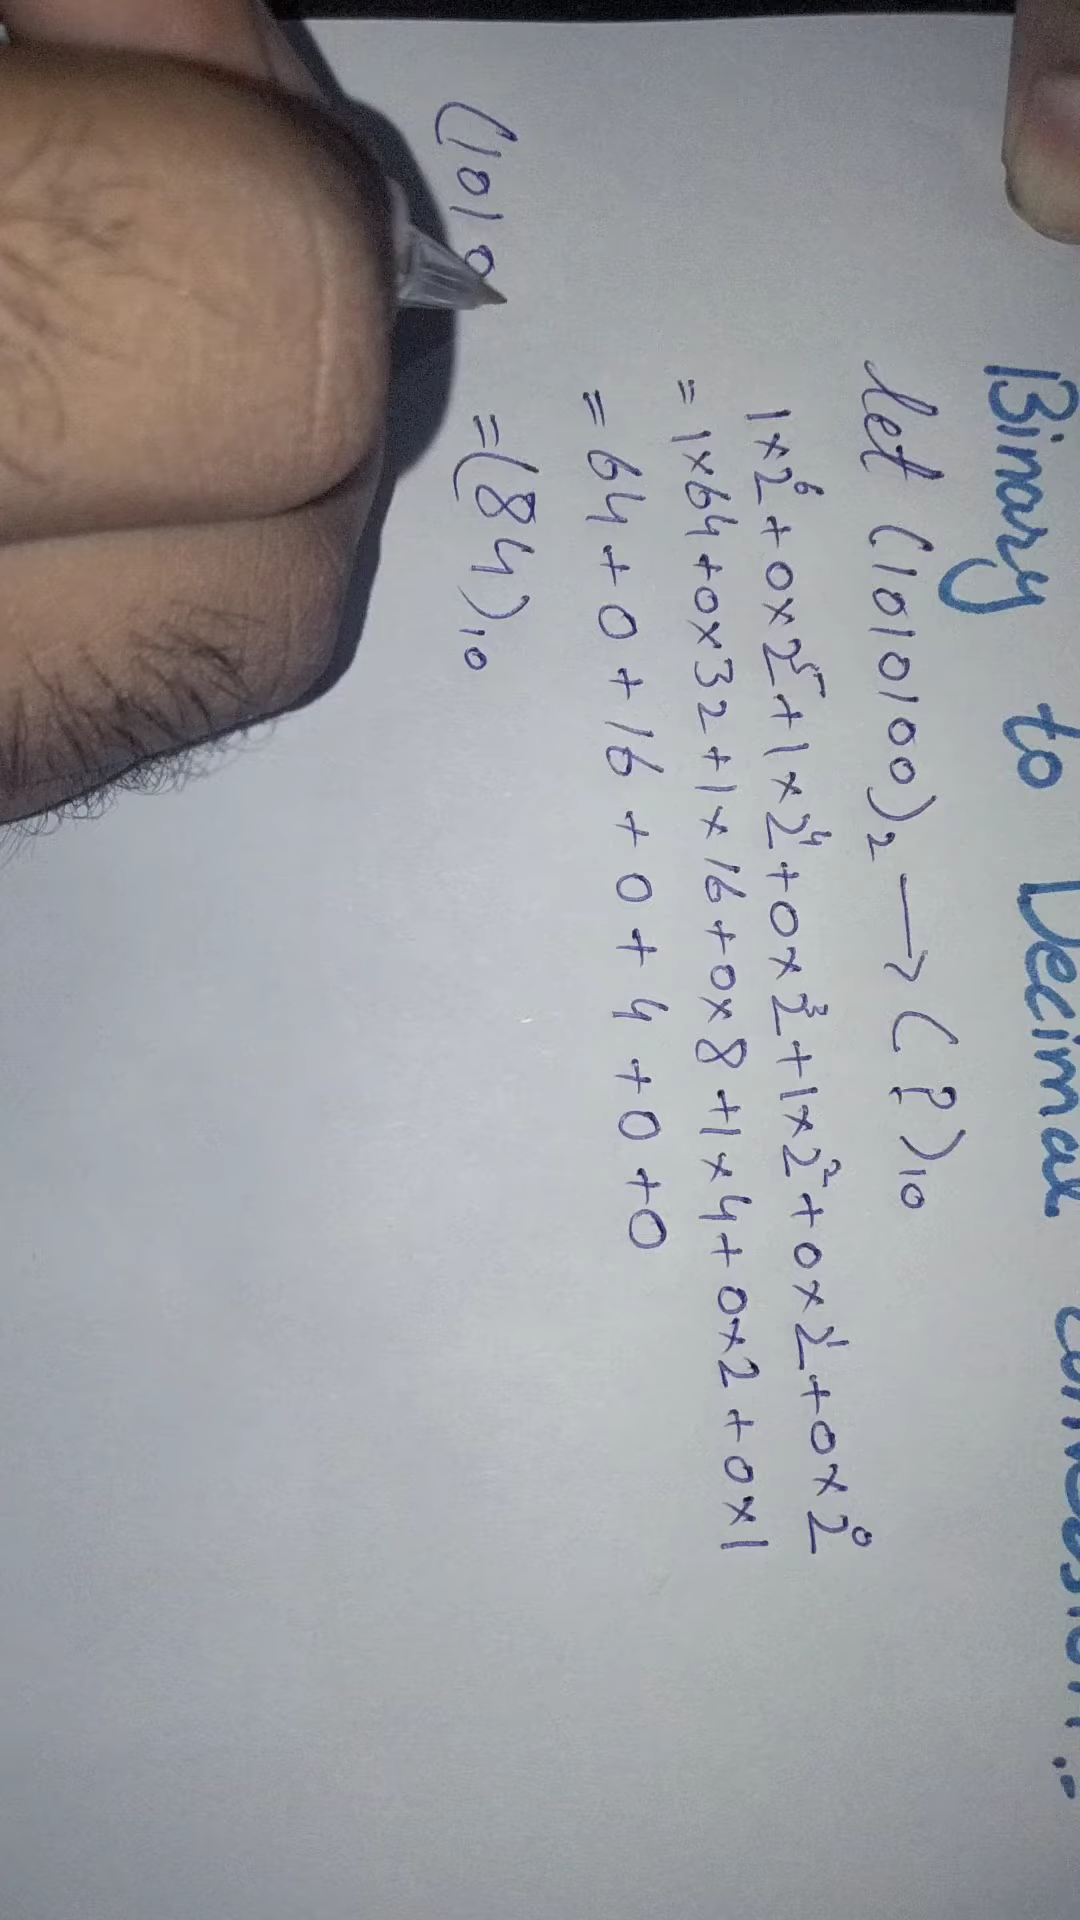 Binary to Decimal Conversion :-
Let (1010100)₂ → (?)₁₀
1×2⁶+0×2⁵+1×2⁴+0×2³+1×2²+0×2¹+0×2⁰
= 1×64+0×32+1×16+0×8+1×4+0×2+0×1
= 64+0+16+0+4+0+0
(1010 =(84)₁₀